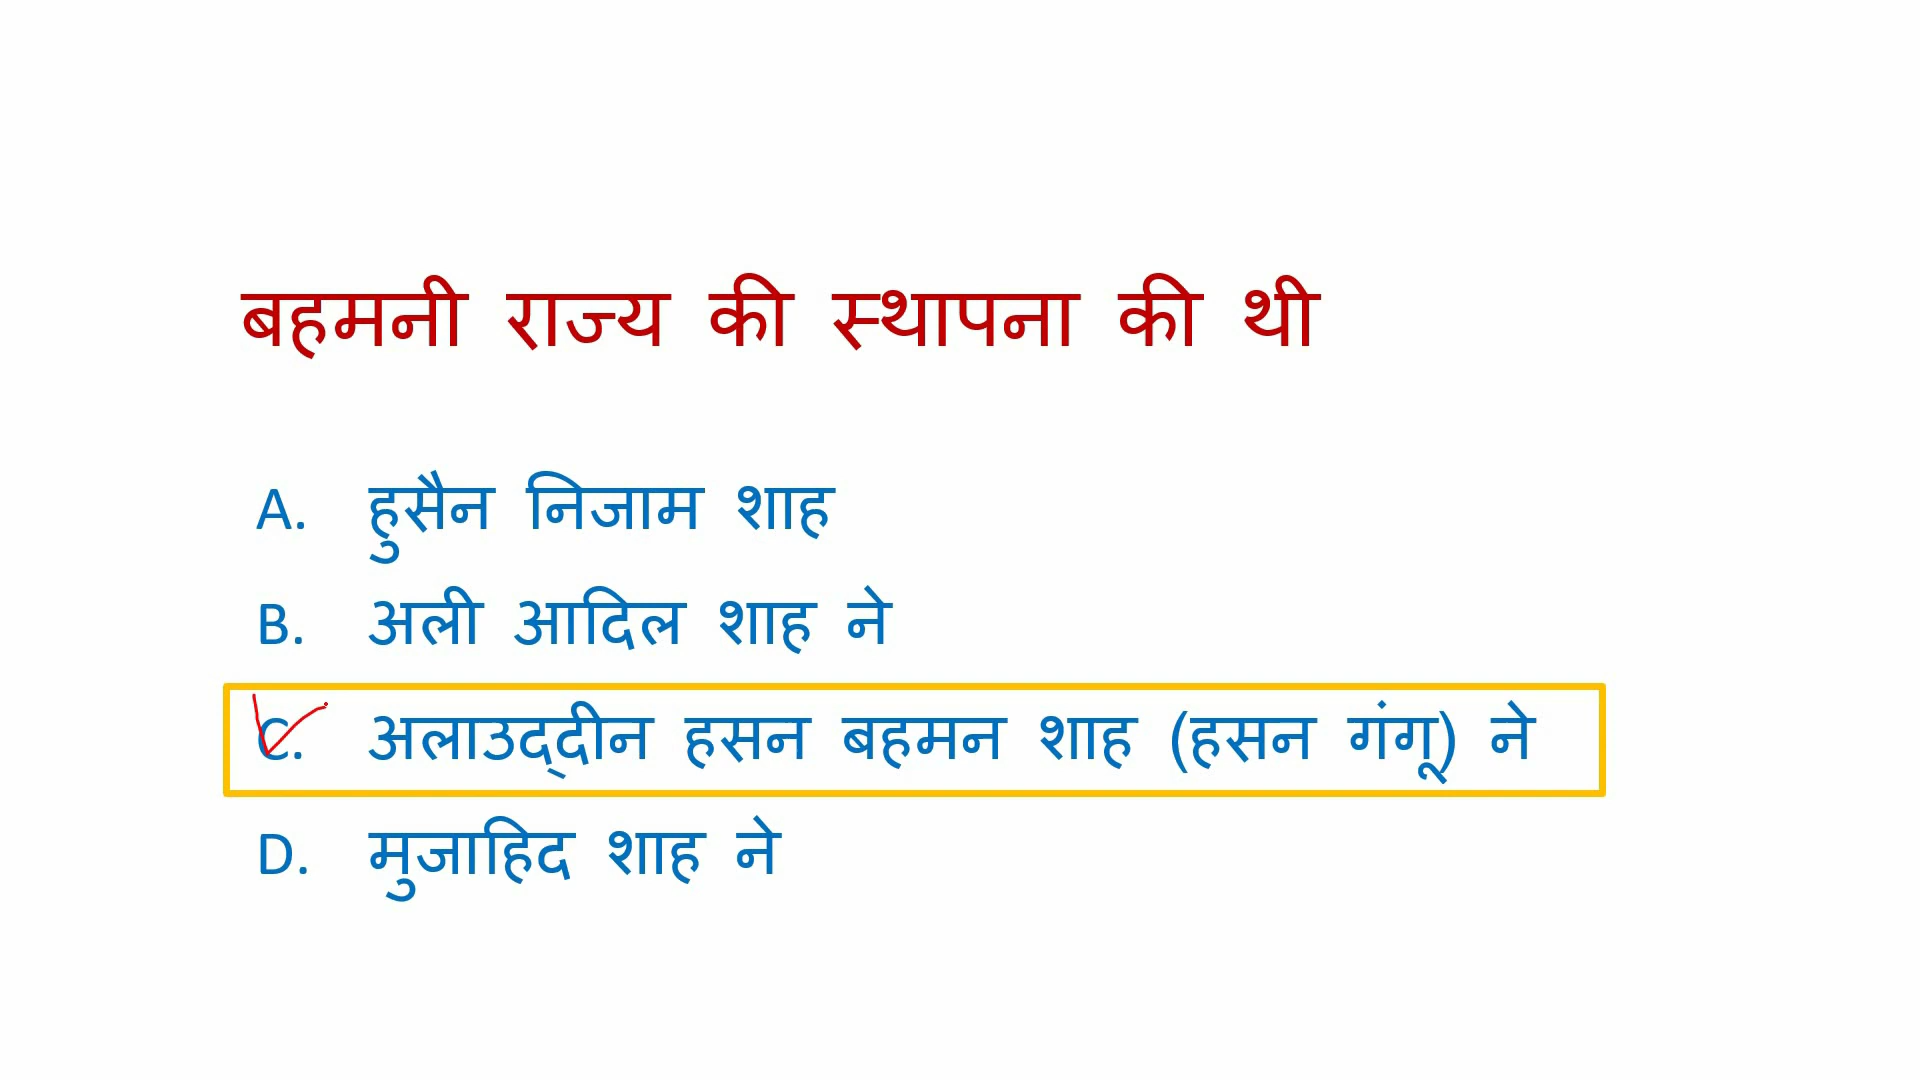 बहमनी राज्य की स्थापना की थी
A. हुसैन निजाम शाह
B. अली आदिल शाह ने
C. अलाउद्‌दीन हसन बहमन शाह (हसन गंगू) ने
D. मुजाहिद शाह ने